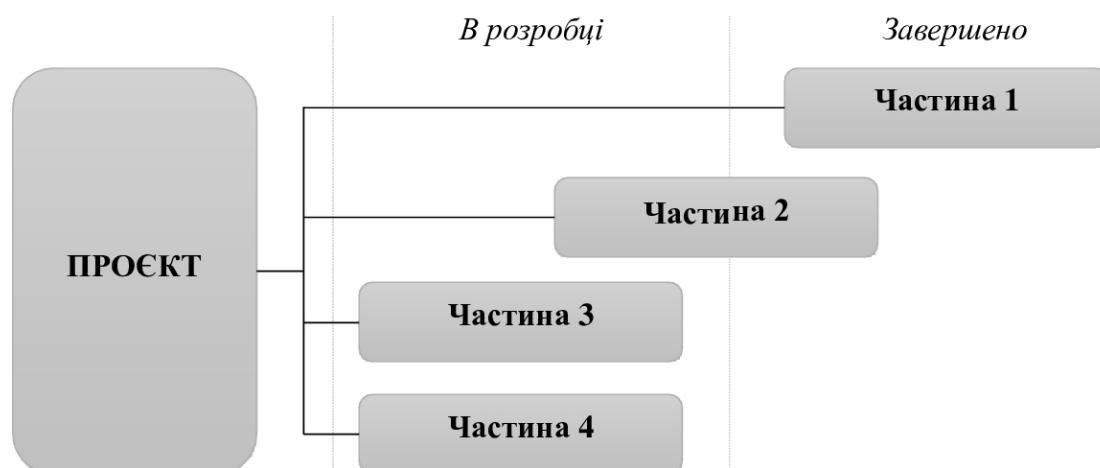 В розробці
Завершено
Частина 1
Частина 2
ПРОЄКТ
Частина 3
Частина 4